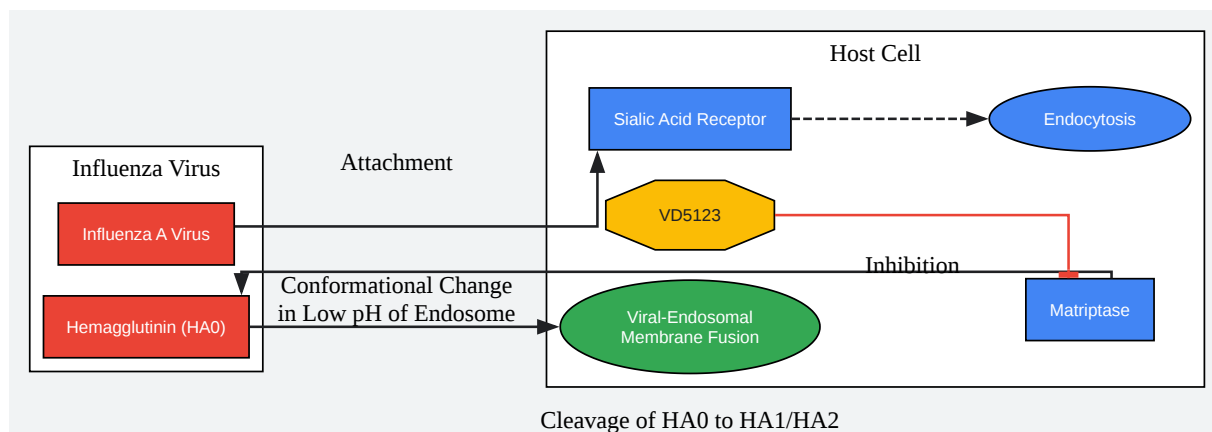 Host Cell
Sialic Acid Receptor
Endocytosis
Influenza Virus
Attachment
Influenza A Virus
VD5123
Inhibition
Conformational Change
in Low pH of Endosome
Hemagglutinin (HA0)
Viral-Endosomal
Membrane Fusion
Matriptase
Cleavage of HA0 to HA1/HA2